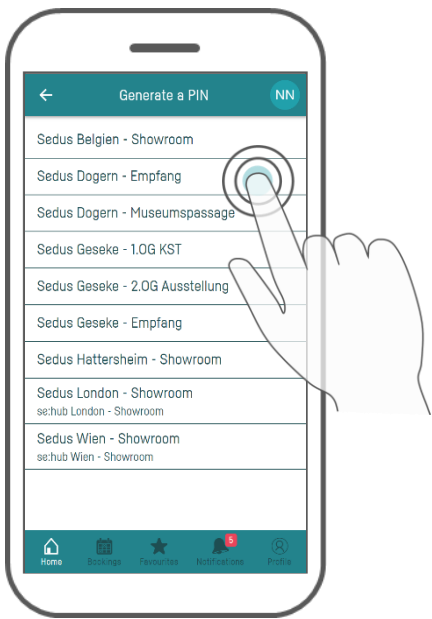 Generate a PIN
NN
Sedus Belgien - Showroom
Sedus Dogern - Empfang
Sedus Dogern - Museumspassage
Sedus Geseke - 1.OG KST
Sedus Geseke - 2.OG Ausstellung
Sedus Geseke - Empfang
Sedus Hattersheim - Showroom
Sedus London - Showroom
se:hub London - Showroom
Sedus Wien - Showroom
se:hub Wien - Showroom
5
Home
Bookings
Favourites
Notifications
Profile